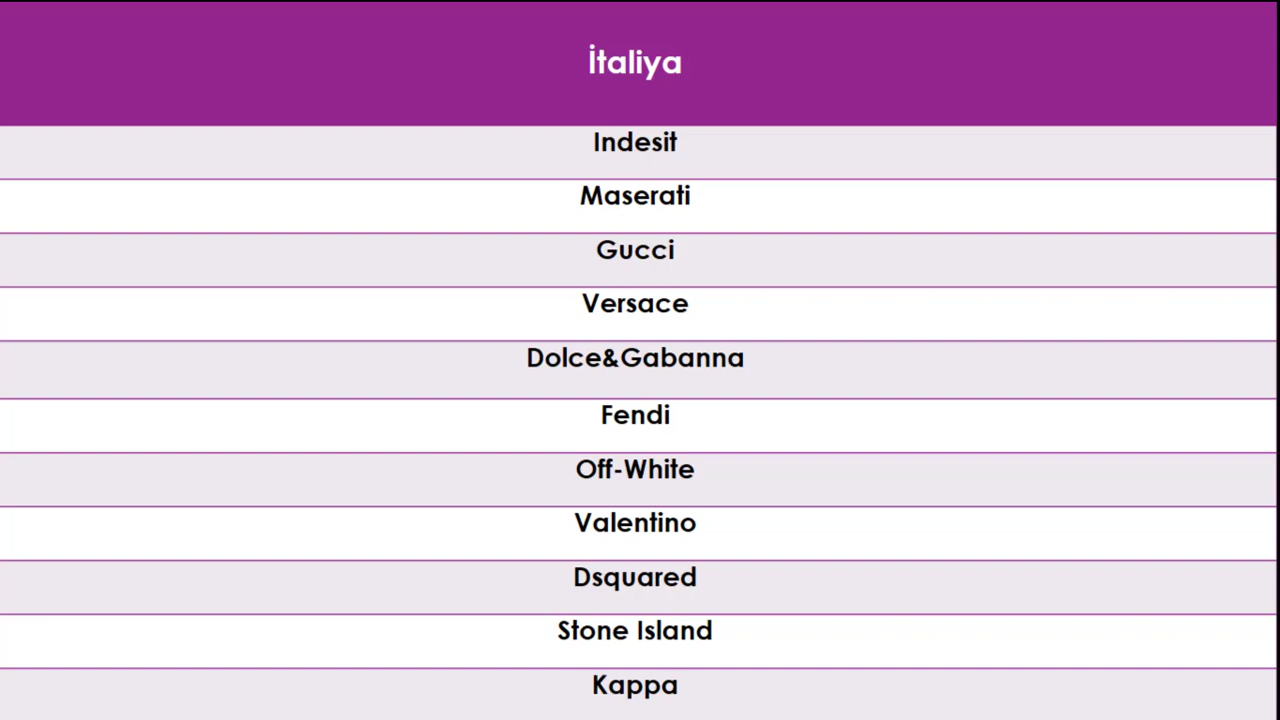 İtaliya
Indesit
Maserati
Gucci
Versace
Dolce&Gabanna
Fendi
Off-White
Valentino
Dsquared
Stone Island
Kappa